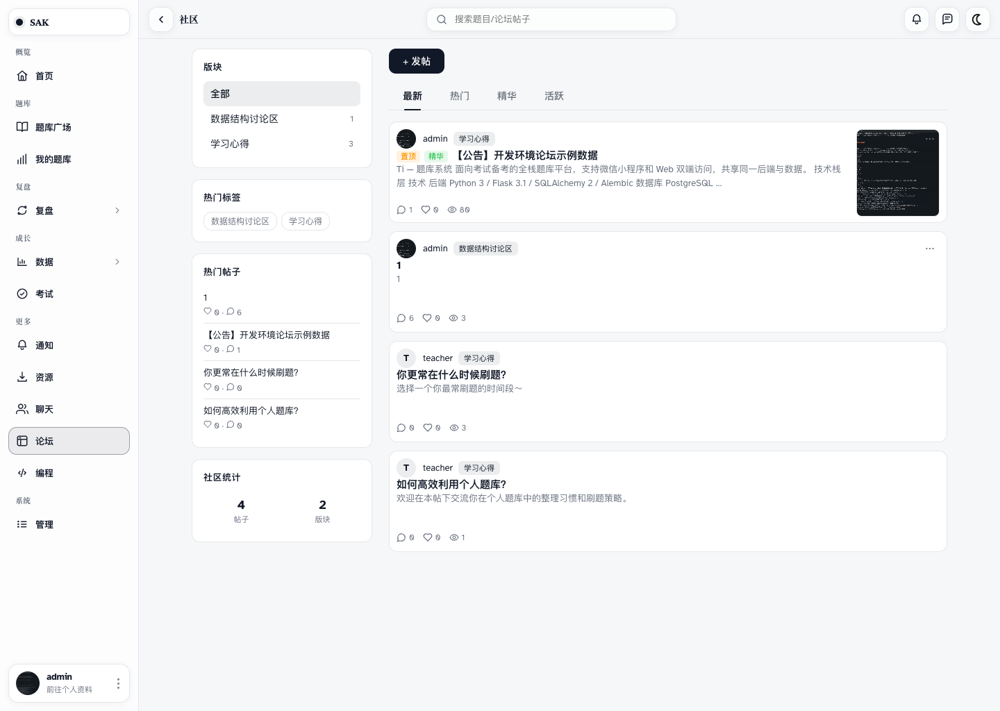 SAK
概览
首页
题库
题库广场
我的题库
复盘
复盘
成长
数据
考试
更多
通知
资源
聊天
论坛
编程
系统
管理
admin
前往个人资料
社区
搜索题目/论坛帖子
版块
全部
数据结构讨论区 1
学习心得 3
热门标签
数据结构讨论区 学习心得
热门帖子
1
0 · 6
【公告】开发环境论坛示例数据
0 · 1
你更常在什么时候刷题?
0 · 0
如何高效利用个人题库?
0 · 0
社区统计
4 2
帖子 版块
+ 发帖
最新 热门 精华 活跃
admin 学习心得
置顶 精华 【公告】开发环境论坛示例数据
Ti — 题库系统 面向考试备考的全栈题库平台，支持微信小程序和 Web 双端访问，共享同一后端与数据。 技术栈
层 技术 后端 Python 3 / Flask 3.1 / SQLAlchemy 2 / Alembic 数据库 PostgreSQL ...
1 0 80
admin 数据结构讨论区 ...
1
1
6 0 3
T teacher 学习心得
你更常在什么时候刷题?
选择一个你最常刷题的时间段～
0 0 3
T teacher 学习心得
如何高效利用个人题库?
欢迎在本帖下交流你在个人题库中的整理习惯和刷题策略。
0 0 1